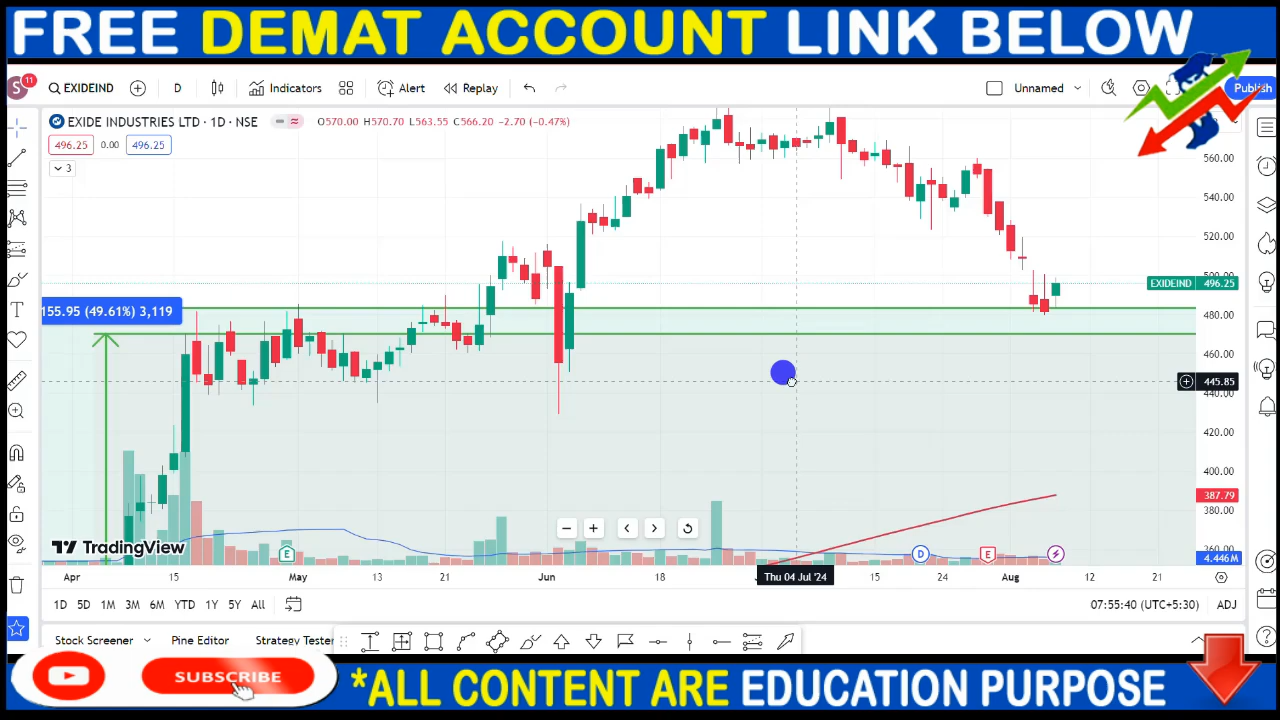 FREE DEMAT ACCOUNT LINK BELOW
S 11 EXIDEIND D Indicators Alert Replay Unnamed Publish
EXIDE INDUSTRIES LTD · 1D · NSE O570.00 H570.70 L563.55 C566.20 −2.70 (−0.47%)
496.25 0.00 496.25
3
560.00
540.00
520.00
500.00
EXIDEIND 496.25
155.95 (49.61%) 3,119
480.00
460.00
445.85
440.00
420.00
400.00
387.79
380.00
360.00
TradingView
E D E
4.446M
Apr 15 May 13 21 Jun 18 Thu 04 Jul '24 15 24 Aug 12 21
1D 5D 1M 3M 6M YTD 1Y 5Y All 07:55:40 (UTC+5:30) ADJ
Stock Screener Pine Editor Strategy Tester
SUBSCRIBE
*ALL CONTENT ARE EDUCATION PURPOSE